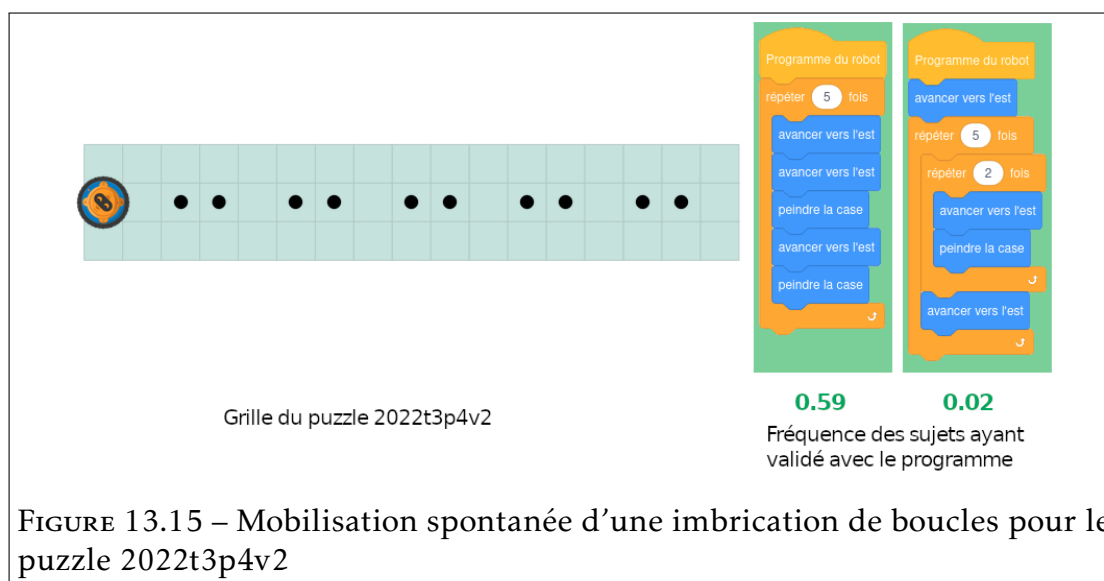 Programme du robot
répéter 5 fois
avancer vers l'est
avancer vers l'est
peindre la case
avancer vers l'est
peindre la case
Programme du robot
avancer vers l'est
répéter 5 fois
répéter 2 fois
avancer vers l'est
peindre la case
avancer vers l'est
Grille du puzzle 2022t3p4v2
0.59 0.02
Fréquence des sujets ayant
validé avec le programme
FIGURE 13.15 – Mobilisation spontanée d'une imbrication de boucles pour le
puzzle 2022t3p4v2